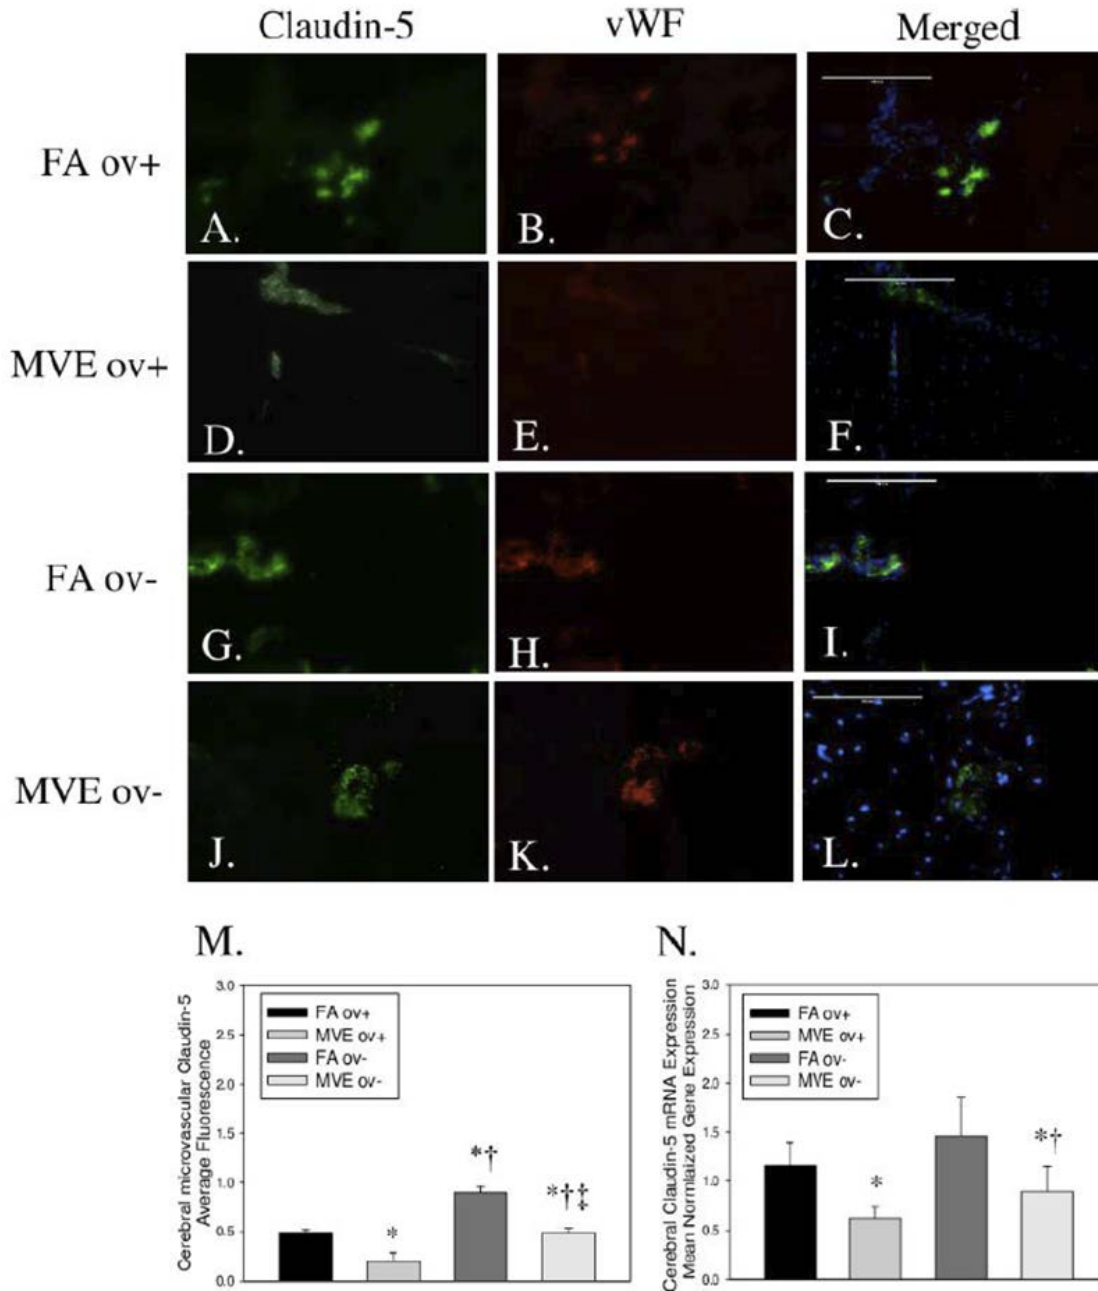 Claudin-5 vWF Merged
FA ov+
A. B. C.
MVE ov+
D. E. F.
FA ov-
G. H. I.
MVE ov-
J. K. L.
M.
Cerebral microvascular Claudin-5
Average Fluorescence
3.0
2.5
2.0
1.5
1.0
0.5
0.0
FA ov+
MVE ov+
FA ov-
MVE ov-
*
*†
*†‡
N.
Cerebral Claudin-5 mRNA Expression
Mean Normlaized Gene Expression
3.0
2.5
2.0
1.5
1.0
0.5
0.0
FA ov+
MVE ov+
FA ov-
MVE ov-
*
*†